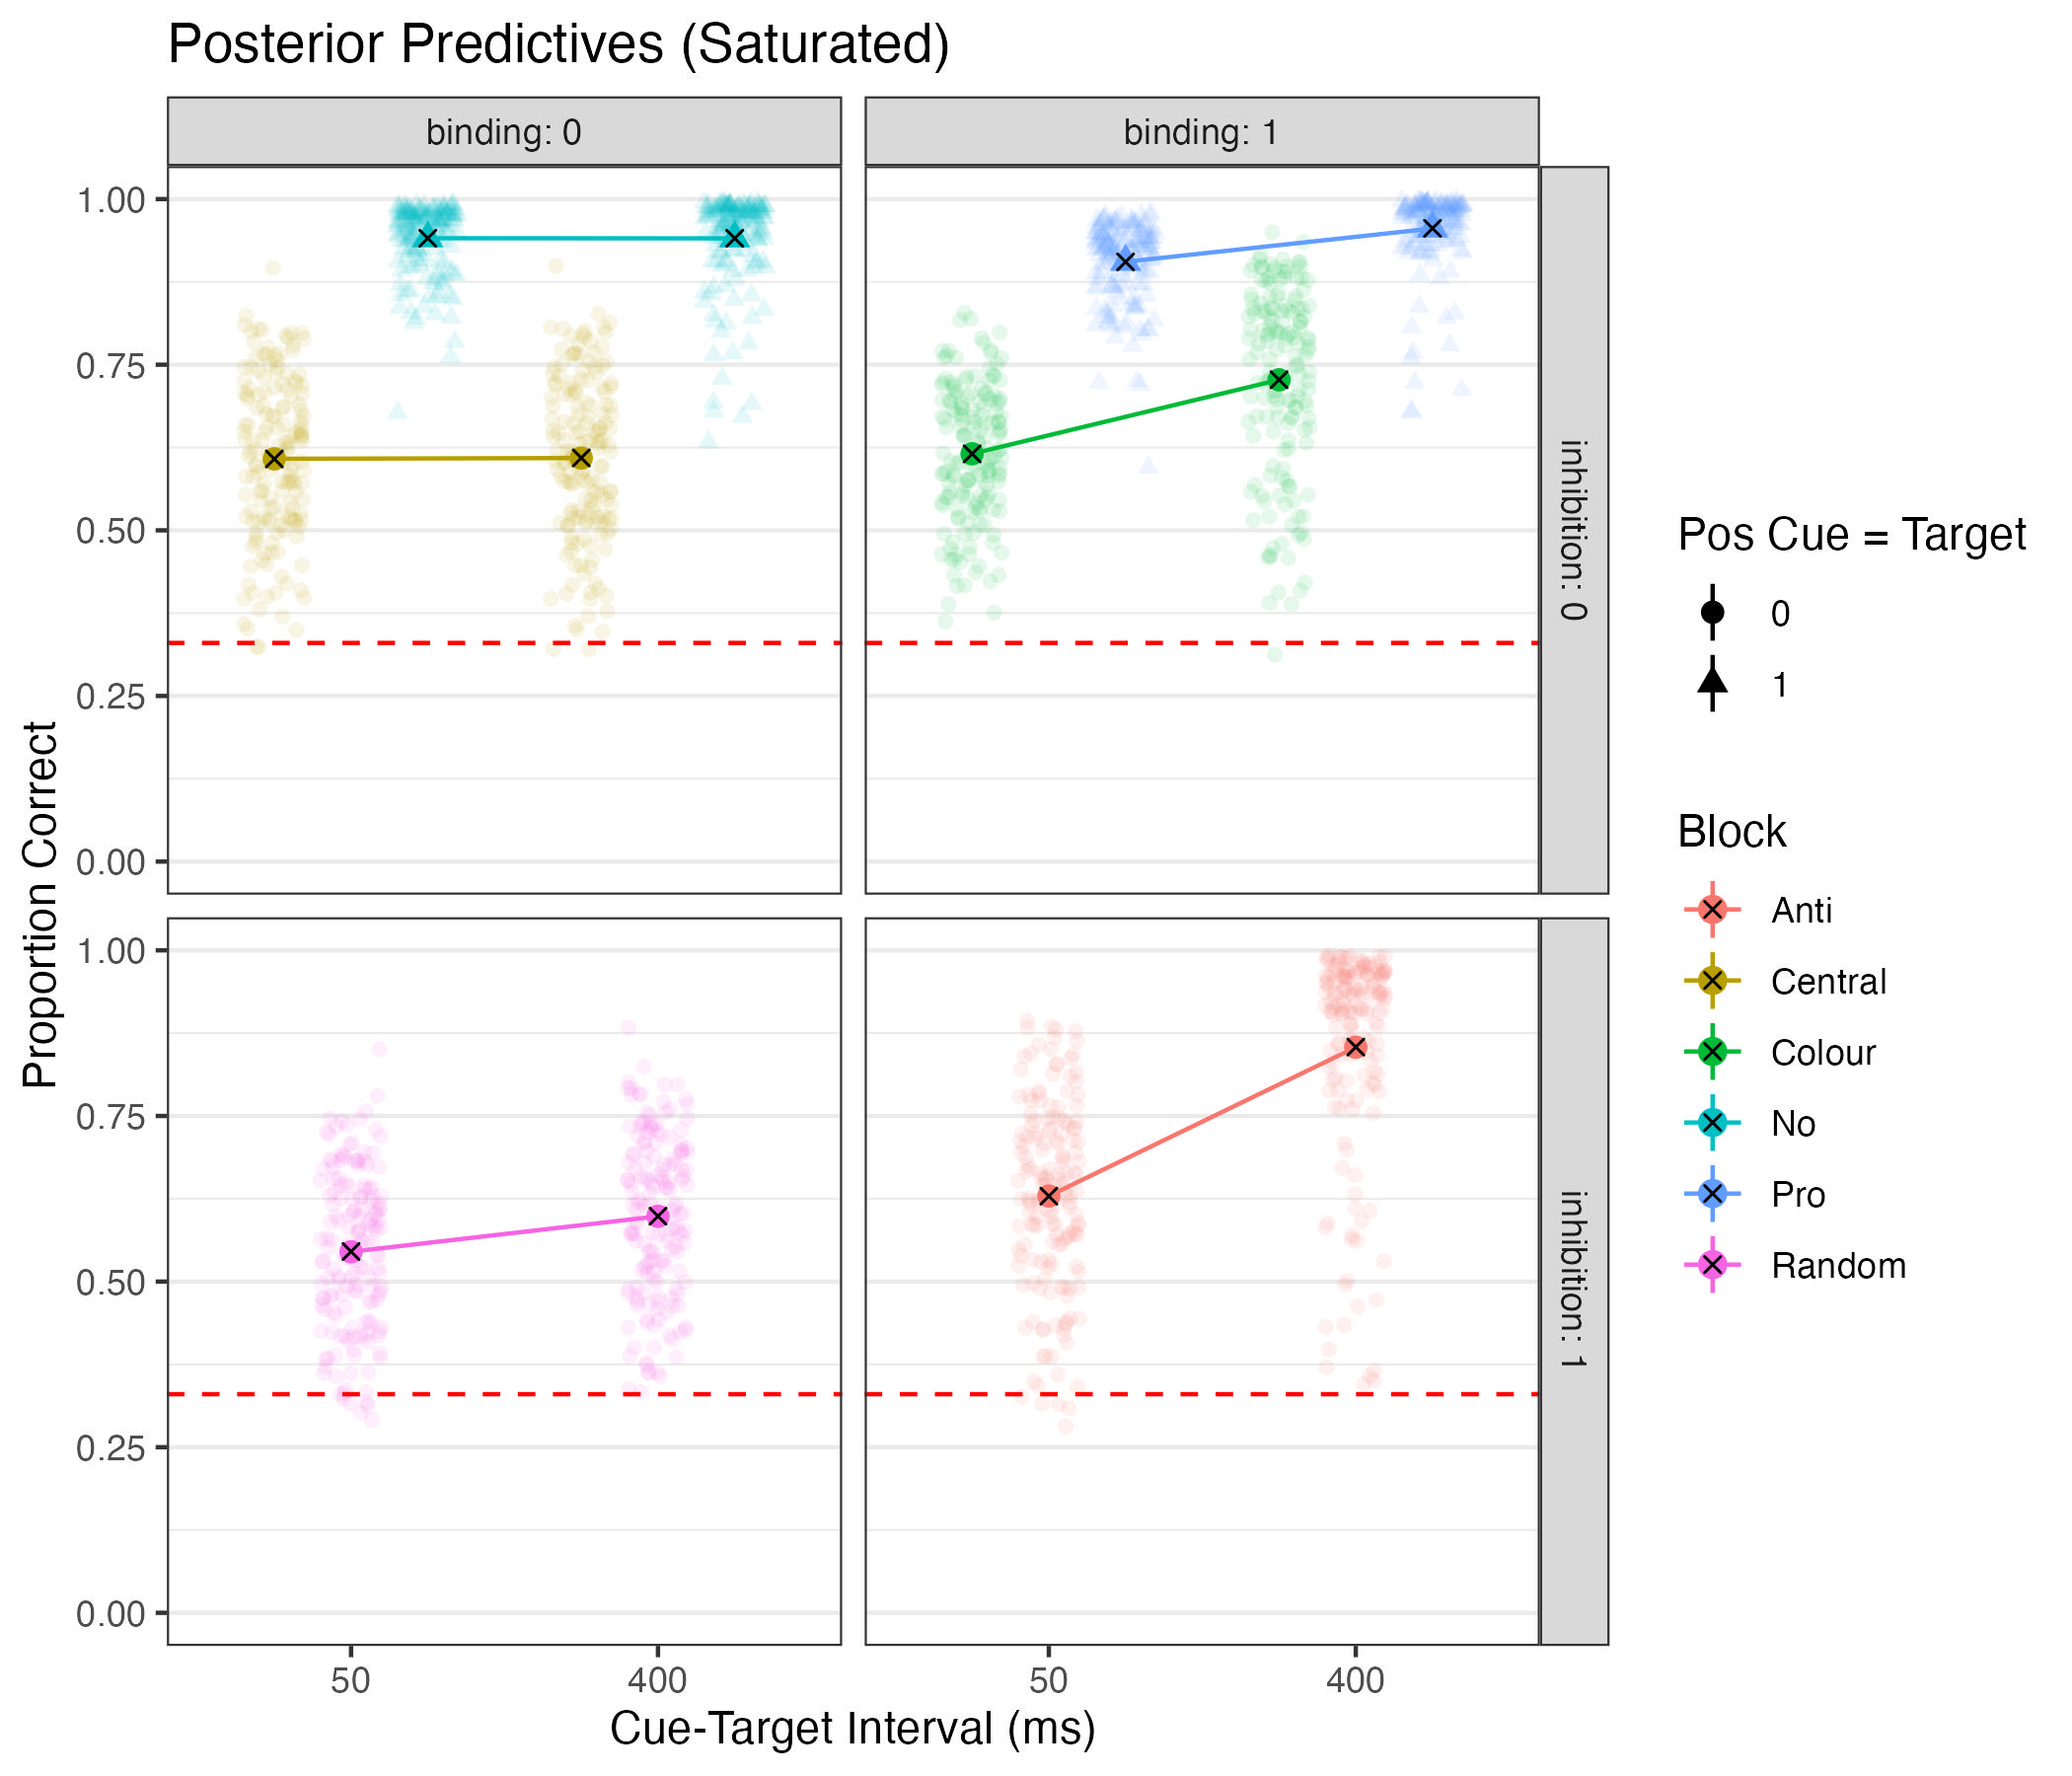 Posterior Predictives (Saturated)
binding: 0
binding: 1
1.00
0.75
0.50
0.25
0.00
inhibition: 0
1.00
0.75
0.50
0.25
0.00
inhibition: 1
Proportion Correct
50
400
50
400
Cue-Target Interval (ms)
Pos Cue = Target
0
1
Block
Anti
Central
Colour
No
Pro
Random